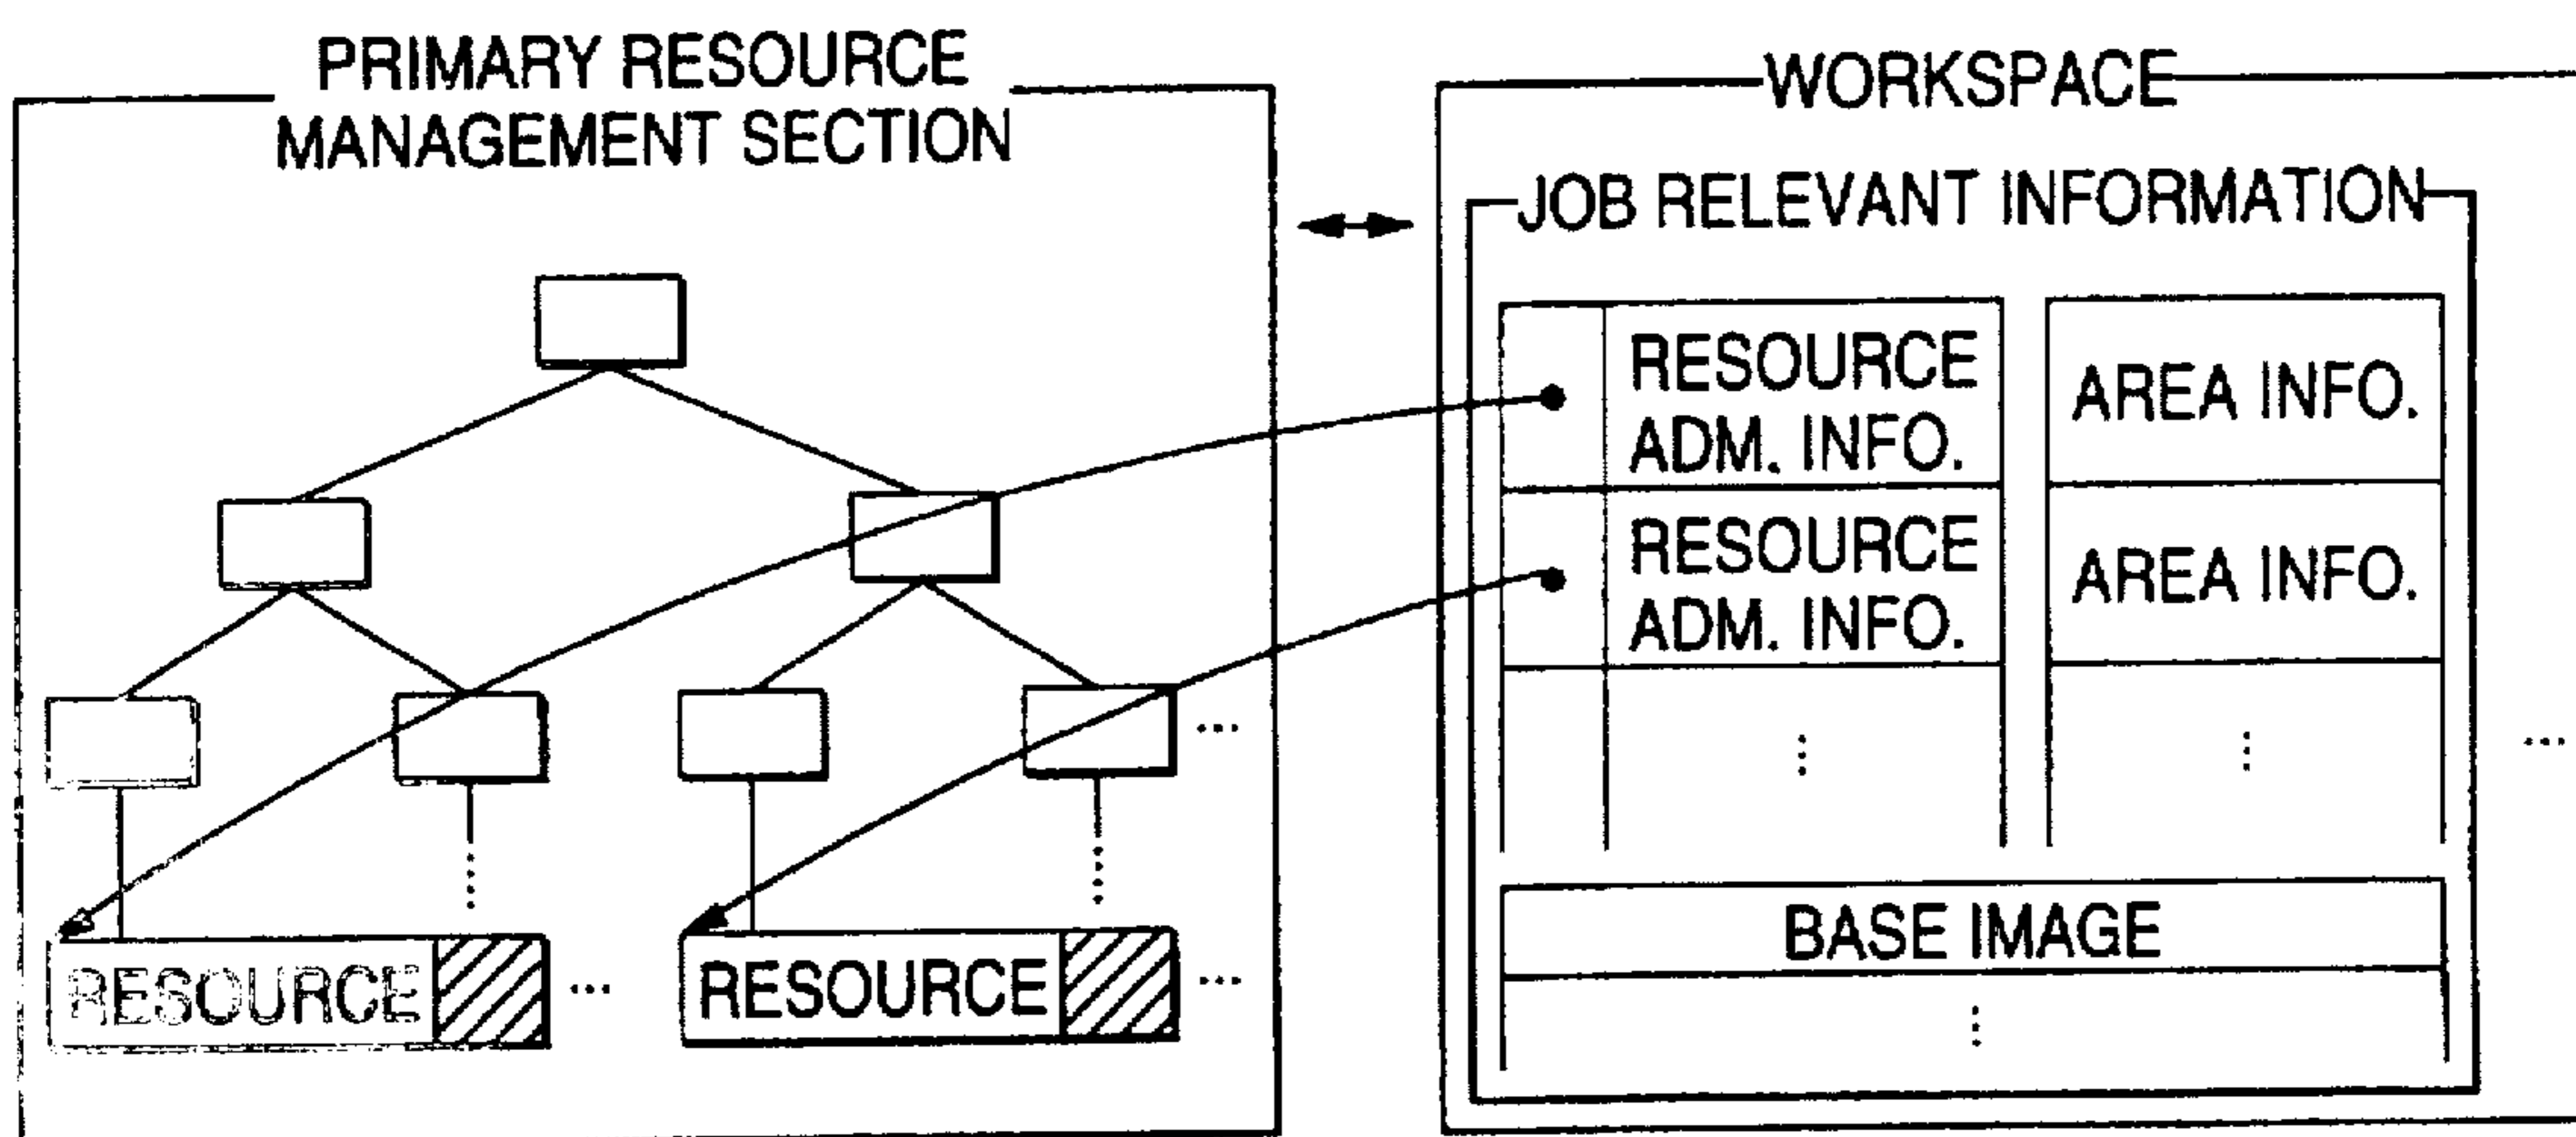 PRIMARY RESOURCE
MANAGEMENT SECTION
RESOURCE
RESOURCE
WORKSPACE
JOB RELEVANT INFORMATION
RESOURCE
ADM. INFO.
AREA INFO.
RESOURCE
ADM. INFO.
AREA INFO.
BASE IMAGE